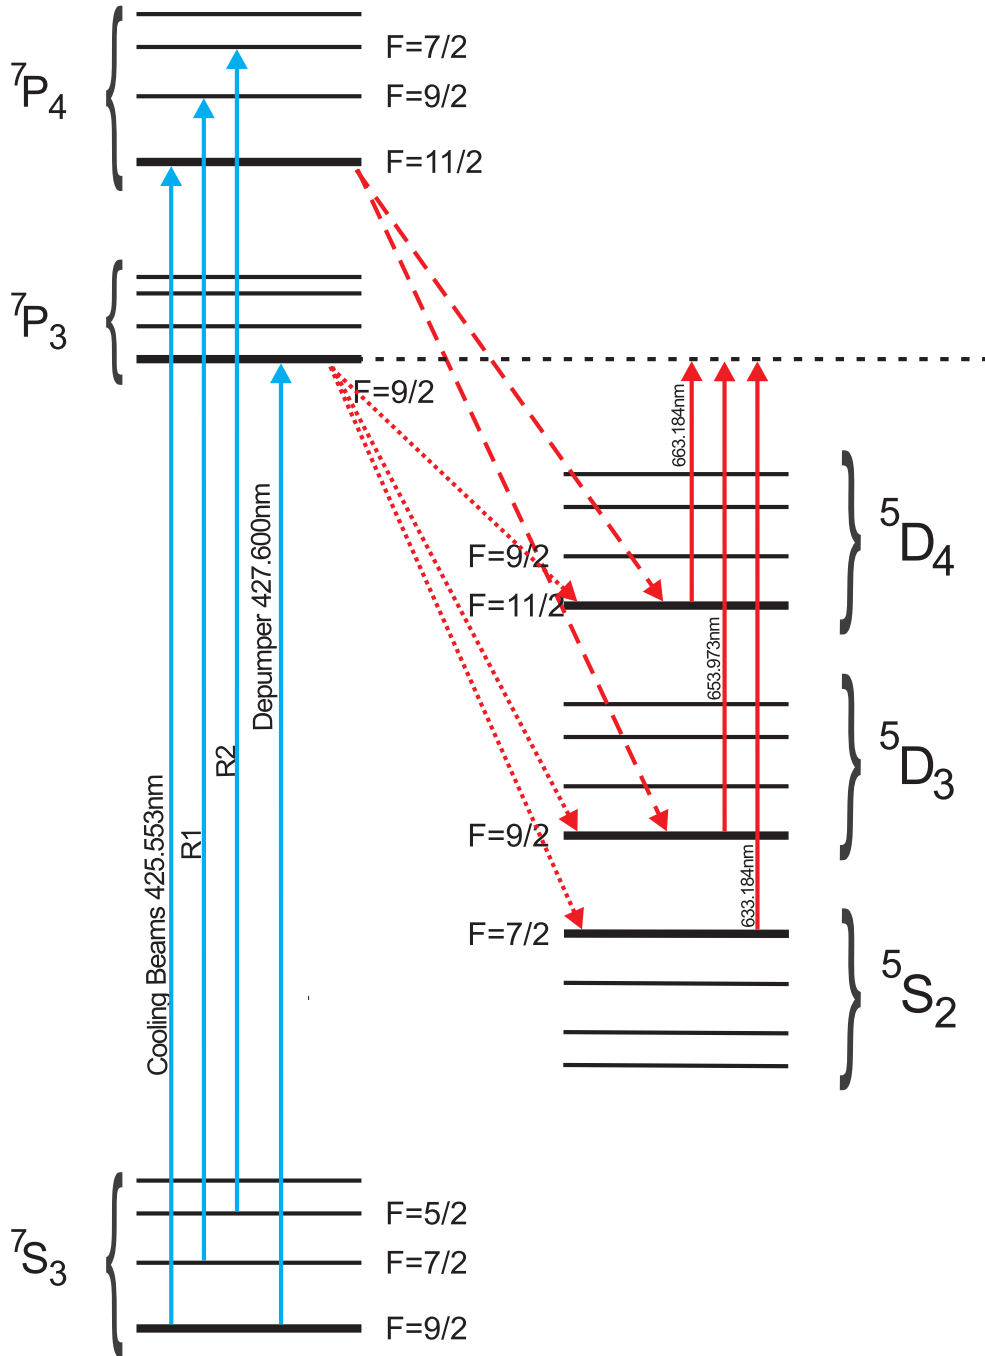 ⁷P₄
F=7/2
F=9/2
F=11/2
⁷P₃
F=9/2
663.184nm
⁵D₄
F=9/2
F=11/2
653.973nm
⁵D₃
F=9/2
633.184nm
F=7/2
⁵S₂
Cooling Beams 425.553nm
R1
R2
Depumper 427.600nm
⁷S₃
F=5/2
F=7/2
F=9/2